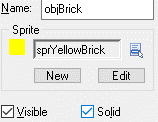 Name: objBrick
Sprite
sprYellowBrick
New Edit
Visible Solid